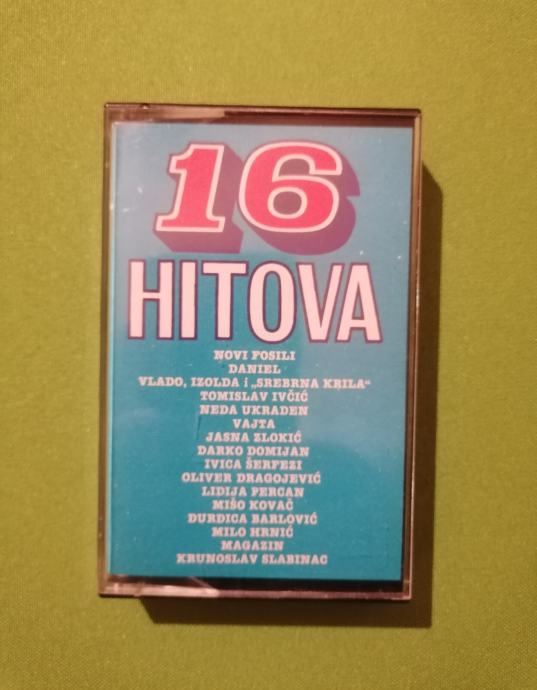 16
HITOVA
NOVI FOSILI
DANIEL
VLADO, IZOLDA i „SREBRNA KRILA“
TOMISLAV IVČIĆ
NEDA UKRADEN
VAJTA
JASNA ZLOKIĆ
DARKO DOMIJAN
IVICA ŠERFEZI
OLIVER DRAGOJEVIĆ
LIDIJA PERCAN
MIŠO KOVAČ
ĐURĐICA BARLOVIĆ
MILO HRNIĆ
MAGAZIN
KRUNOSLAV SLABINAC